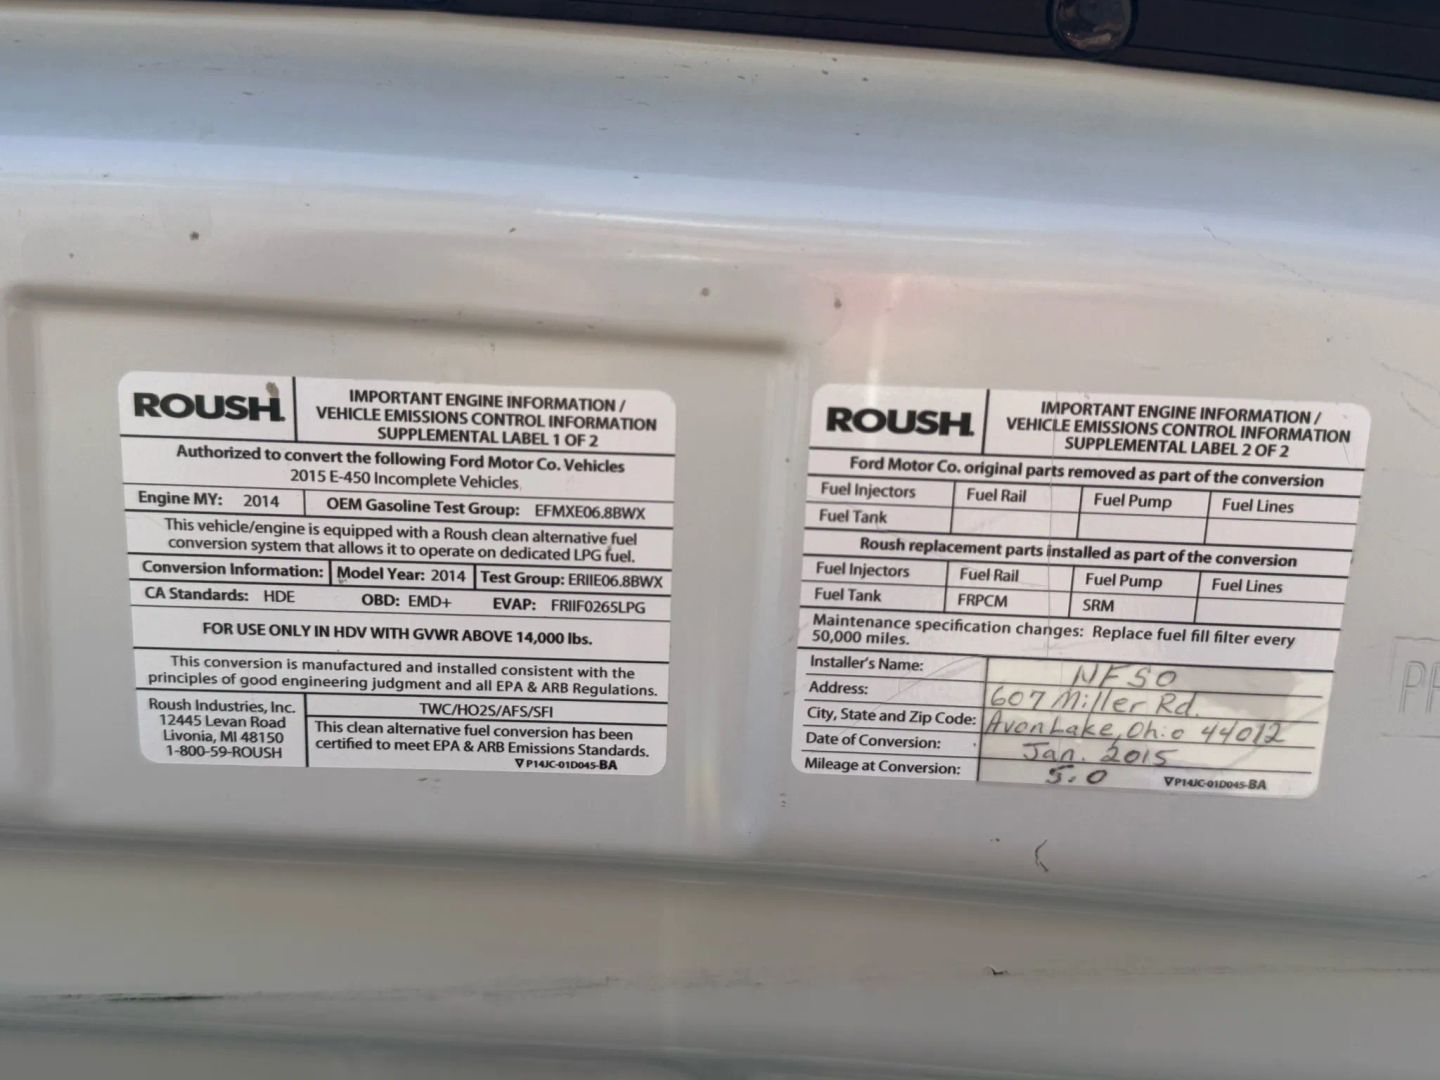 ROUSH
IMPORTANT ENGINE INFORMATION /
VEHICLE EMISSIONS CONTROL INFORMATION
SUPPLEMENTAL LABEL 1 OF 2
Authorized to convert the following Ford Motor Co. Vehicles
2015 E-450 Incomplete Vehicles
Engine MY: 2014 OEM Gasoline Test Group: EFMXE06.8BWX
This vehicle/engine is equipped with a Roush clean alternative fuel
conversion system that allows it to operate on dedicated LPG fuel.
Conversion Information: Model Year: 2014 Test Group: ERIIE06.8BWX
CA Standards: HDE OBD: EMD+ EVAP: FRIIF0265LPG
FOR USE ONLY IN HDV WITH GVWR ABOVE 14,000 lbs.
This conversion is manufactured and installed consistent with the
principles of good engineering judgment and all EPA & ARB Regulations.
Roush Industries, Inc.
12445 Levan Road
Livonia, MI 48150
1-800-59-ROUSH
TWC/HO2S/AFS/SFI
This clean alternative fuel conversion has been
certified to meet EPA & ARB Emissions Standards.
∇P14JC-01D045-BA
ROUSH
IMPORTANT ENGINE INFORMATION /
VEHICLE EMISSIONS CONTROL INFORMATION
SUPPLEMENTAL LABEL 2 OF 2
Ford Motor Co. original parts removed as part of the conversion
Fuel Injectors Fuel Rail Fuel Pump Fuel Lines
Fuel Tank
Roush replacement parts installed as part of the conversion
Fuel Injectors Fuel Rail Fuel Pump Fuel Lines
Fuel Tank FRPCM SRM
Maintenance specification changes: Replace fuel fill filter every
50,000 miles.
Installer's Name: NFSO
Address: 607 Miller Rd.
City, State and Zip Code: Avon Lake, Ohio 44012
Date of Conversion: Jan. 2015
Mileage at Conversion: 5.0
∇P14JC-01D045-BA